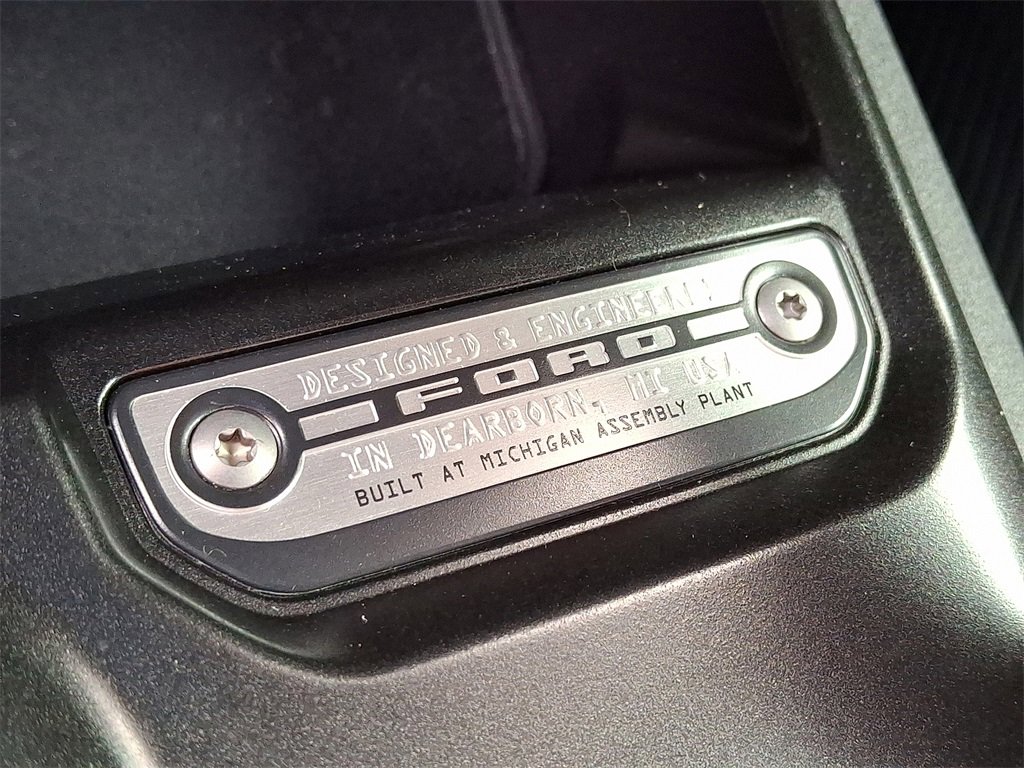 DESIGNED & ENGINEERED
FORD
IN DEARBORN, MI USA
BUILT AT MICHIGAN ASSEMBLY PLANT